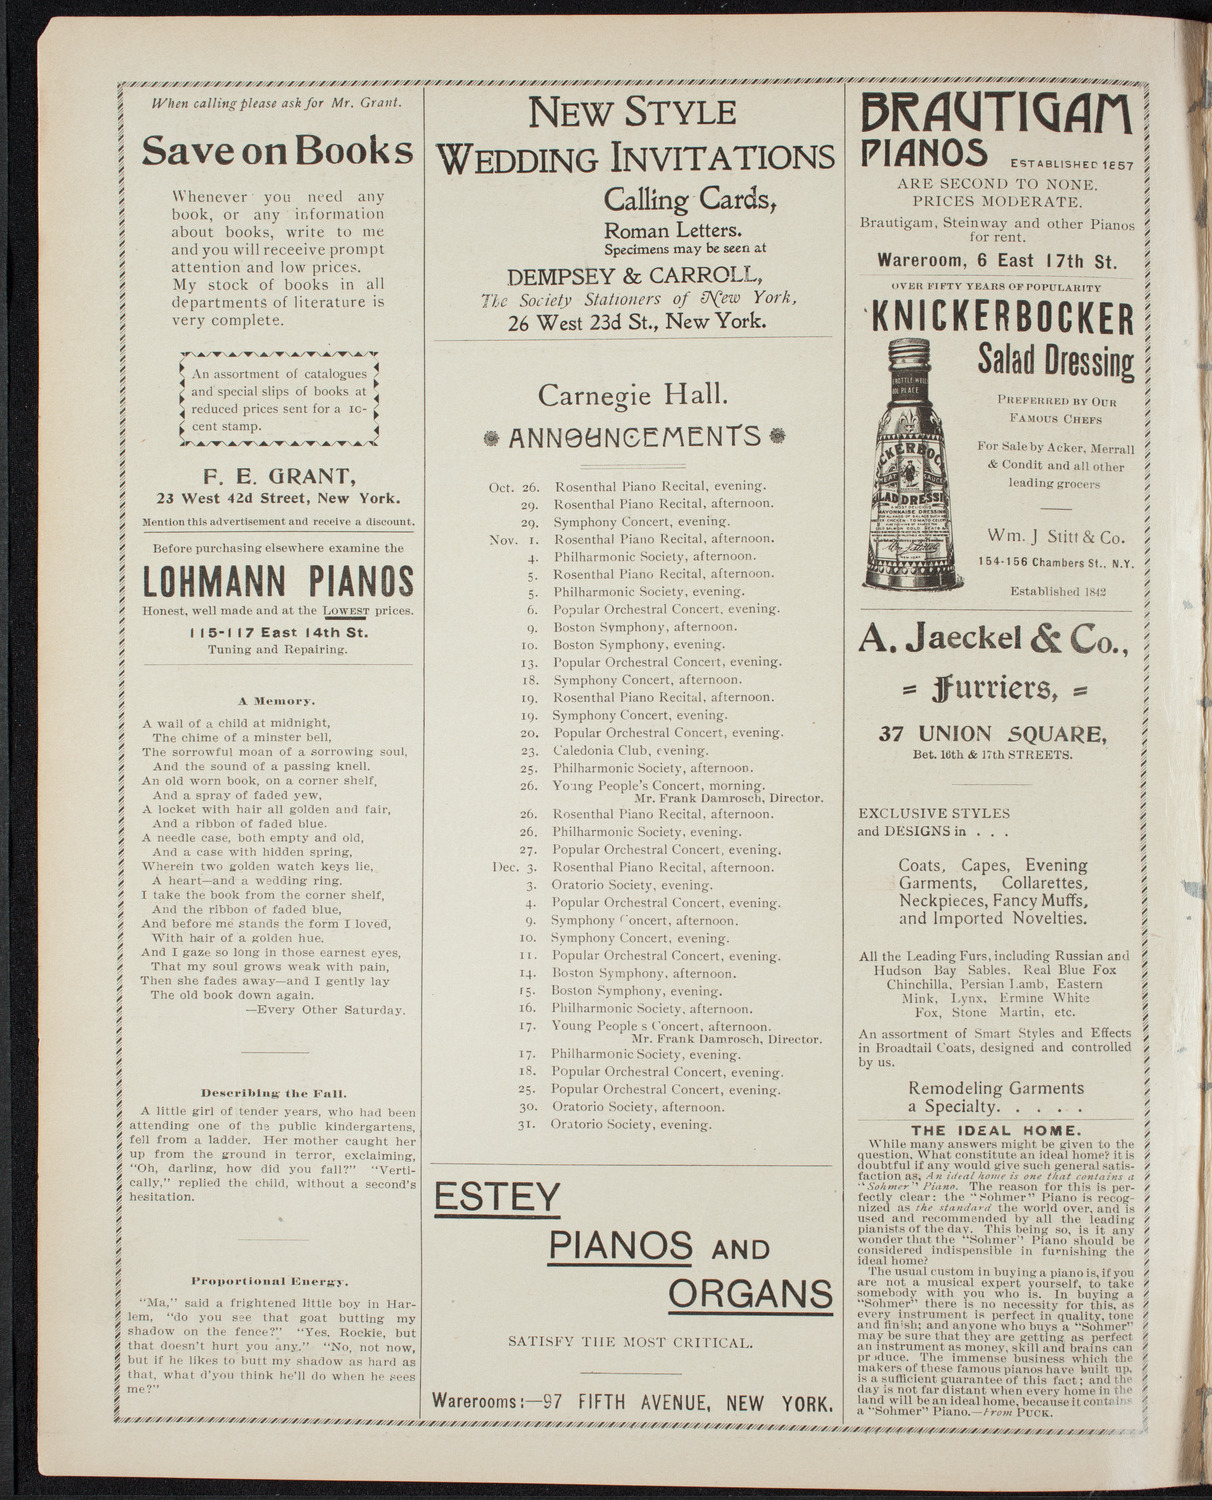 When calling please ask for Mr. Grant.
Save on Books
Whenever you need any
book, or any information
about books, write to me
and you will receeive prompt
attention and low prices.
My stock of books in all
departments of literature is
very complete.
An assortment of catalogues
and special slips of books at
reduced prices sent for a 10-
cent stamp.
F. E. GRANT,
23 West 42d Street, New York.
Mention this advertisement and receive a discount.
Before purchasing elsewhere examine the
LOHMANN PIANOS
Honest, well made and at the LOWEST prices.
115-117 East 14th St.
Tuning and Repairing.
A Memory.
A wail of a child at midnight,
The chime of a minster bell,
The sorrowful moan of a sorrowing soul,
And the sound of a passing knell.
An old worn book, on a corner shelf,
And a spray of faded yew,
A locket with hair all golden and fair,
And a ribbon of faded blue.
A needle case, both empty and old,
And a case with hidden spring,
Wherein two golden watch keys lie,
A heart—and a wedding ring.
I take the book from the corner shelf,
And the ribbon of faded blue,
And before me stands the form I loved,
With hair of a golden hue.
And I gaze so long in those earnest eyes,
That my soul grows weak with pain,
Then she fades away—and I gently lay
The old book down again.
—Every Other Saturday.
Describing the Fall.
A little girl of tender years, who had been
attending one of the public kindergartens,
fell from a ladder. Her mother caught her
up from the ground in terror, exclaiming,
"Oh, darling, how did you fall?" "Verti-
cally," replied the child, without a second's
hesitation.
Proportional Energy.
"Ma," said a frightened little boy in Har-
lem, "do you see that goat butting my
shadow on the fence?" "Yes, Rockie, but
that doesn't hurt you any." "No, not now,
but if he likes to butt my shadow as hard as
that, what d'you think he'll do when he sees
me?"
NEW STYLE
WEDDING INVITATIONS
Calling Cards,
Roman Letters.
Specimens may be seen at
DEMPSEY & CARROLL,
The Society Stationers of New York,
26 West 23d St., New York.
Carnegie Hall.
ANNOUNCEMENTS
Oct. 26. Rosenthal Piano Recital, evening.
29. Rosenthal Piano Recital, afternoon.
29. Symphony Concert, evening.
Nov. 1. Rosenthal Piano Recital, afternoon.
4. Philharmonic Society, afternoon.
5. Rosenthal Piano Recital, afternoon.
5. Philharmonic Society, evening.
6. Popular Orchestral Concert, evening.
9. Boston Symphony, afternoon.
10. Boston Symphony, evening.
13. Popular Orchestral Concert, evening.
18. Symphony Concert, afternoon.
19. Rosenthal Piano Recital, afternoon.
19. Symphony Concert, evening.
20. Popular Orchestral Concert, evening.
23. Caledonia Club, evening.
25. Philharmonic Society, afternoon.
26. Young People's Concert, morning.
Mr. Frank Damrosch, Director.
26. Rosenthal Piano Recital, afternoon.
26. Philharmonic Society, evening.
27. Popular Orchestral Concert, evening.
Dec. 3. Rosenthal Piano Recital, afternoon.
3. Oratorio Society, evening.
4. Popular Orchestral Concert, evening.
9. Symphony Concert, afternoon.
10. Symphony Concert, evening.
11. Popular Orchestral Concert, evening.
14. Boston Symphony, afternoon.
15. Boston Symphony, evening.
16. Philharmonic Society, afternoon.
17. Young People s Concert, afternoon.
Mr. Frank Damrosch, Director.
17. Philharmonic Society, evening.
18. Popular Orchestral Concert, evening.
25. Popular Orchestral Concert, evening.
30. Oratorio Society, afternoon.
31. Oratorio Society, evening.
ESTEY
PIANOS AND
ORGANS
SATISFY THE MOST CRITICAL.
Warerooms:—97 FIFTH AVENUE, NEW YORK.
BRAUTIGAM
PIANOS ESTABLISHED 1857
ARE SECOND TO NONE.
PRICES MODERATE.
Brautigam, Steinway and other Pianos
for rent.
Wareroom, 6 East 17th St.
OVER FIFTY YEARS OF POPULARITY
KNICKERBOCKER
Salad Dressing
PREFERRED BY OUR
FAMOUS CHEFS
For Sale by Acker, Merrall
& Condit and all other
leading grocers
Wm. J Stitt & Co.
154-156 Chambers St., N.Y.
Established 1842
A. Jaeckel & Co.,
= Furriers, =
37 UNION SQUARE,
Bet. 16th & 17th STREETS.
EXCLUSIVE STYLES
and DESIGNS in . . .
Coats, Capes, Evening
Garments, Collarettes,
Neckpieces, Fancy Muffs,
and Imported Novelties.
All the Leading Furs, including Russian and
Hudson Bay Sables, Real Blue Fox
Chinchilla, Persian Lamb, Eastern
Mink, Lynx, Ermine White
Fox, Stone Martin, etc.
An assortment of Smart Styles and Effects
in Broadtail Coats, designed and controlled
by us.
Remodeling Garments
a Specialty. . . . .
THE IDEAL HOME.
While many answers might be given to the
question, What constitute an ideal home? it is
doubtful if any would give such general satis-
faction as, An ideal home is one that contains a
"Sohmer" Piano. The reason for this is per-
fectly clear: the "Sohmer" Piano is recog-
nized as the standard the world over, and is
used and recommended by all the leading
pianists of the day. This being so, is it any
wonder that the "Sohmer" Piano should be
considered indispensible in furnishing the
ideal home?
The usual custom in buying a piano is, if you
are not a musical expert yourself, to take
somebody with you who is. In buying a
"Sohmer" there is no necessity for this, as
every instrument is perfect in quality, tone
and finish; and anyone who buys a "Sohmer"
may be sure that they are getting as perfect
an instrument as money, skill and brains can
produce. The immense business which the
makers of these famous pianos have built up,
is a sufficient guarantee of this fact; and the
day is not far distant when every home in the
land will be an ideal home, because it contains
a "Sohmer" Piano.—From PUCK.